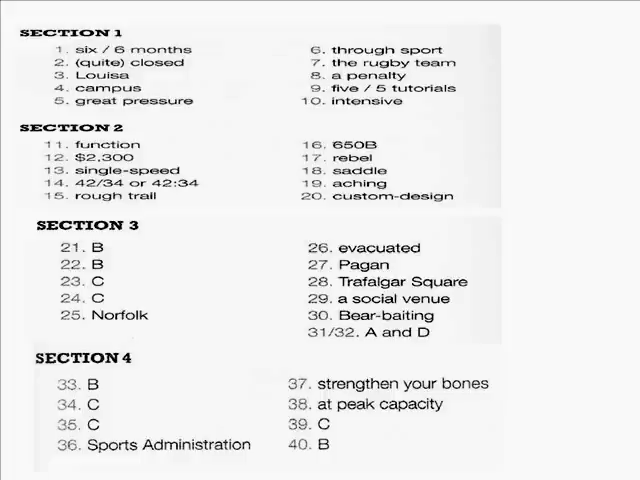 SECTION 1
1. six / 6 months
2. (quite) closed
3. Louisa
4. campus
5. great pressure
6. through sport
7. the rugby team
8. a penalty
9. five / 5 tutorials
10. intensive
SECTION 2
11. function
12. $2,300
13. single-speed
14. 42/34 or 42:34
15. rough trail
16. 650B
17. rebel
18. saddle
19. aching
20. custom-design
SECTION 3
21. B
22. B
23. C
24. C
25. Norfolk
26. evacuated
27. Pagan
28. Trafalgar Square
29. a social venue
30. Bear-baiting
31/32. A and D
SECTION 4
33. B
34. C
35. C
36. Sports Administration
37. strengthen your bones
38. at peak capacity
39. C
40. B